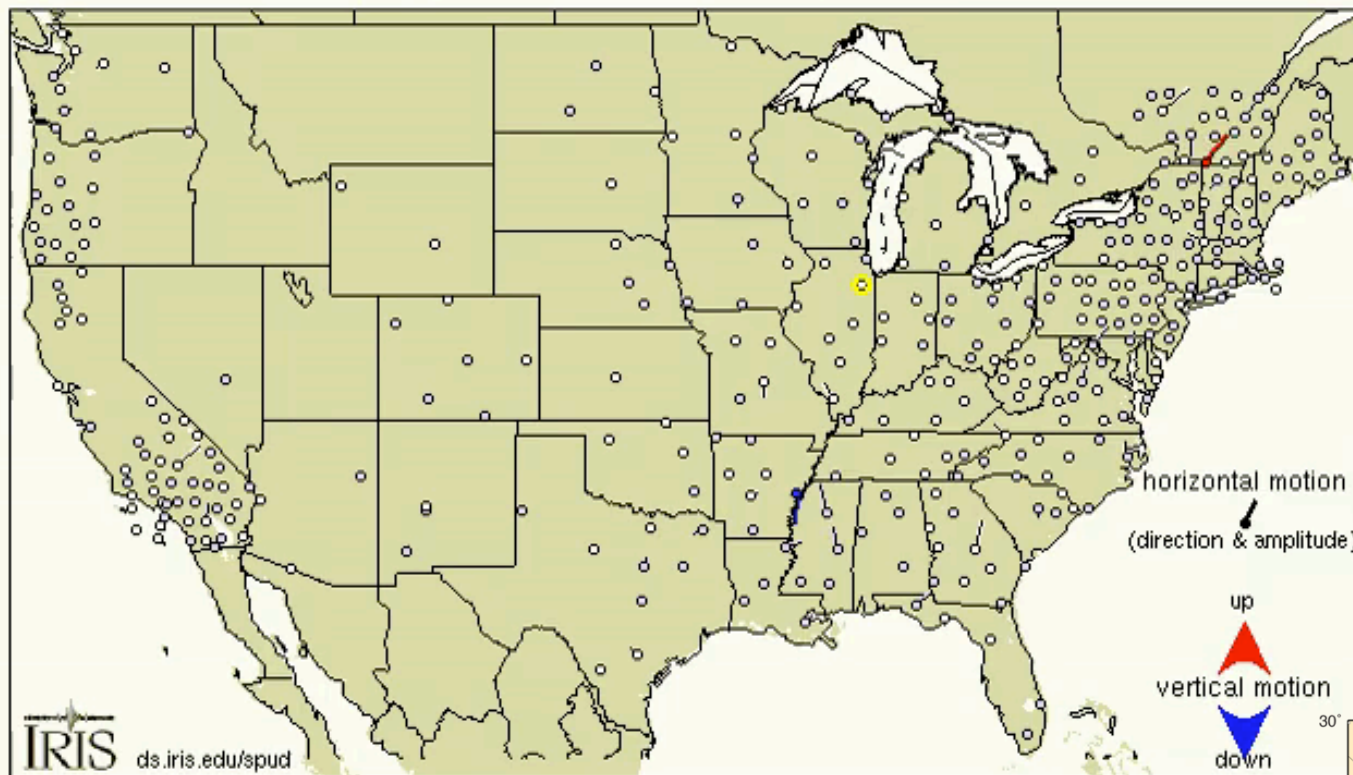 horizontal motion
(direction & amplitude)
up
vertical motion
down
30°
IRIS
ds.iris.edu/spud